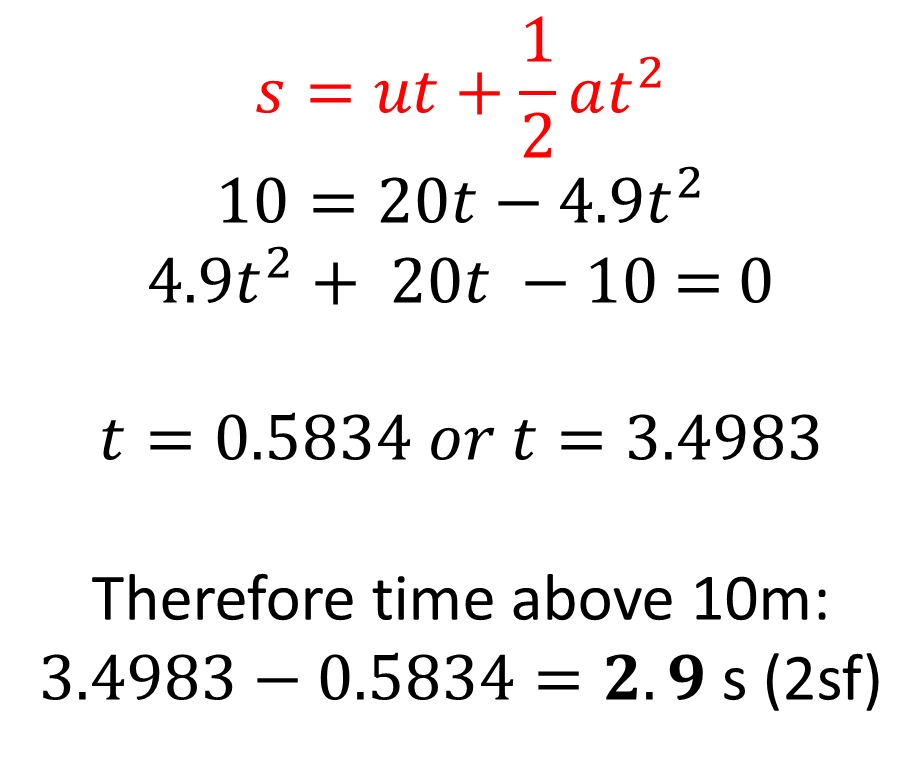 s = ut + 1/2 at²
10 = 20t − 4.9t²
4.9t² + 20t − 10 = 0
t = 0.5834 or t = 3.4983
Therefore time above 10m:
3.4983 − 0.5834 = 2.9 s (2sf)